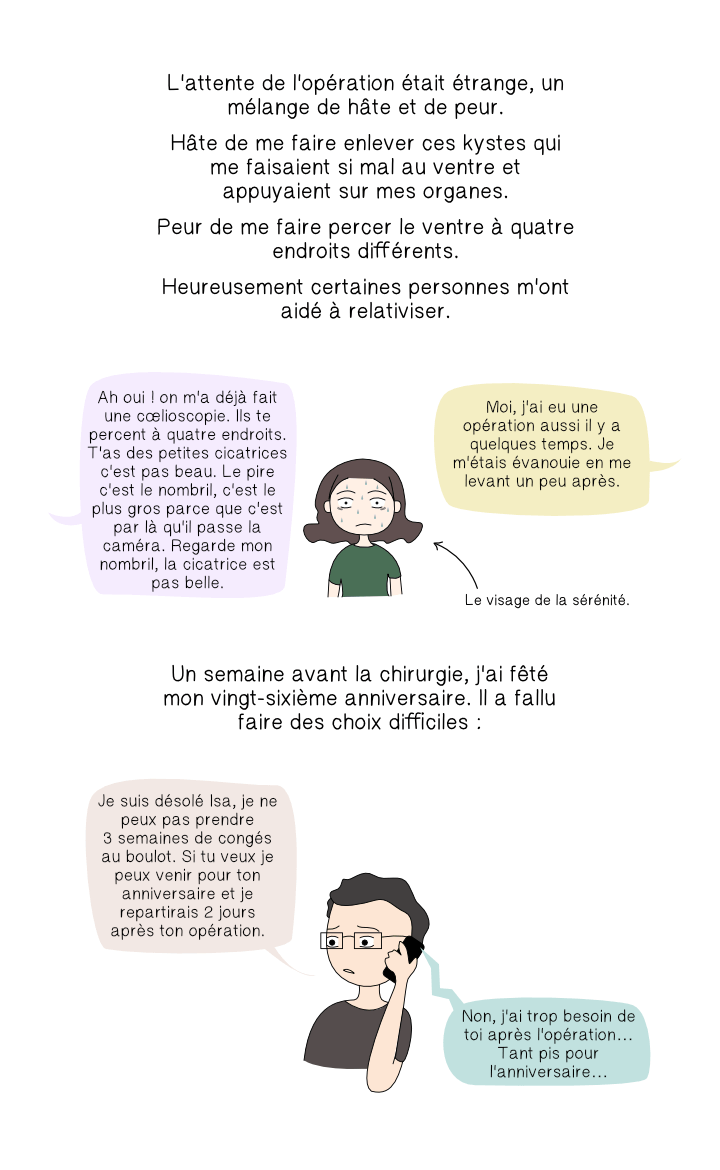 L'attente de l'opération était étrange, un
mélange de hâte et de peur.
Hâte de me faire enlever ces kystes qui
me faisaient si mal au ventre et
appuyaient sur mes organes.
Peur de me faire percer le ventre à quatre
endroits différents.
Heureusement certaines personnes m'ont
aidé à relativiser.
Ah oui ! on m'a déjà fait
une cœlioscopie. Ils te
percent à quatre endroits.
T'as des petites cicatrices
c'est pas beau. Le pire
c'est le nombril, c'est le
plus gros parce que c'est
par là qu'il passe la
caméra. Regarde mon
nombril, la cicatrice est
pas belle.
Moi, j'ai eu une
opération aussi il y a
quelques temps. Je
m'étais évanouie en me
levant un peu après.
Le visage de la sérénité.
Un semaine avant la chirurgie, j'ai fêté
mon vingt-sixième anniversaire. Il a fallu
faire des choix difficiles :
Je suis désolé Isa, je ne
peux pas prendre
3 semaines de congés
au boulot. Si tu veux je
peux venir pour ton
anniversaire et je
repartirais 2 jours
après ton opération.
Non, j'ai trop besoin de
toi après l'opération...
Tant pis pour
l'anniversaire...